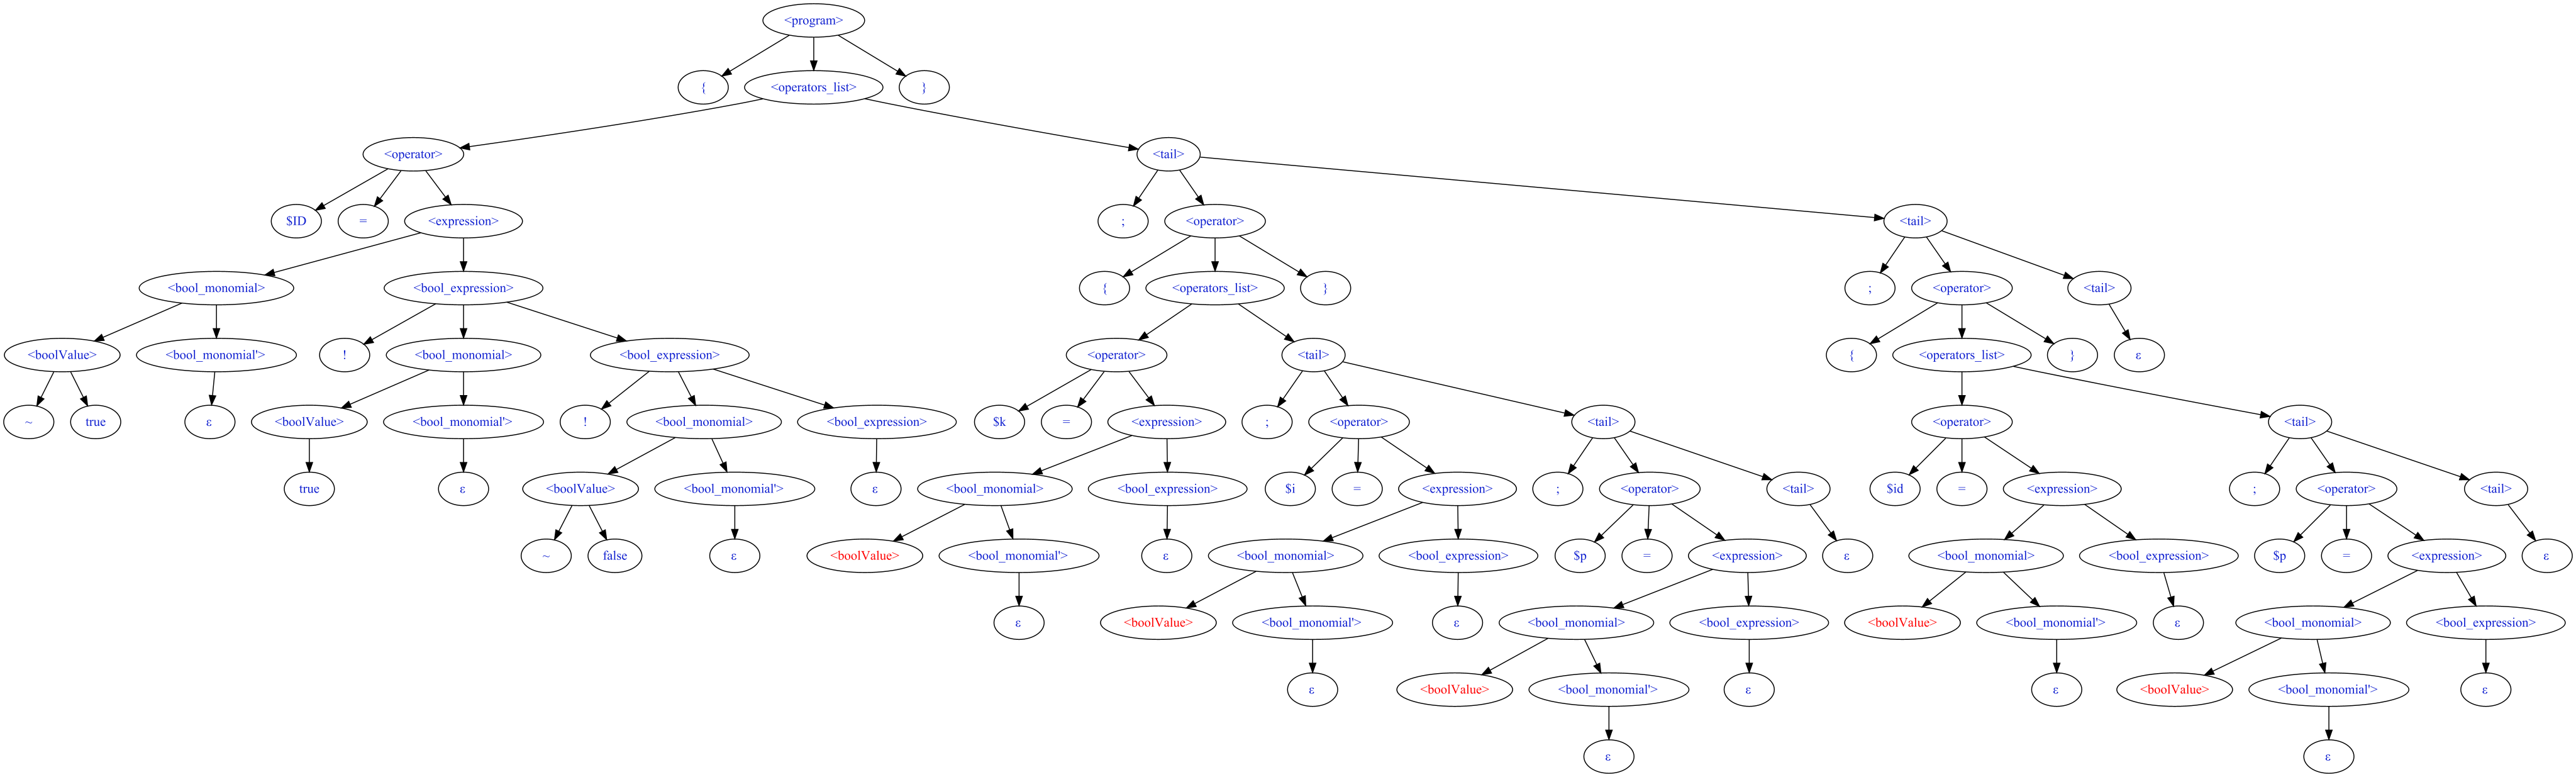 <program>
{ <operators_list> }
<operator> <tail>
$ID = <expression> ; <operator> <tail>
<bool_monomial> <bool_expression> { <operators_list> } ; <operator> <tail>
<boolValue> <bool_monomial'> ! <bool_monomial> <bool_expression> <operator> <tail> { <operators_list> } ε
~ true ε <boolValue> <bool_monomial'> ! <bool_monomial> <bool_expression> $k = <expression> ; <operator> <tail> <operator> <tail>
true ε <boolValue> <bool_monomial'> ε <bool_monomial> <bool_expression> $i = <expression> ; <operator> <tail> $id = <expression> ; <operator> <tail>
~ false ε <boolValue> <bool_monomial'> ε <bool_monomial> <bool_expression> $p = <expression> ε <bool_monomial> <bool_expression> $p = <expression> ε
ε <boolValue> <bool_monomial'> ε <bool_monomial> <bool_expression> <boolValue> <bool_monomial'> ε <bool_monomial> <bool_expression>
ε <boolValue> <bool_monomial'> ε ε <boolValue> <bool_monomial'> ε
ε ε